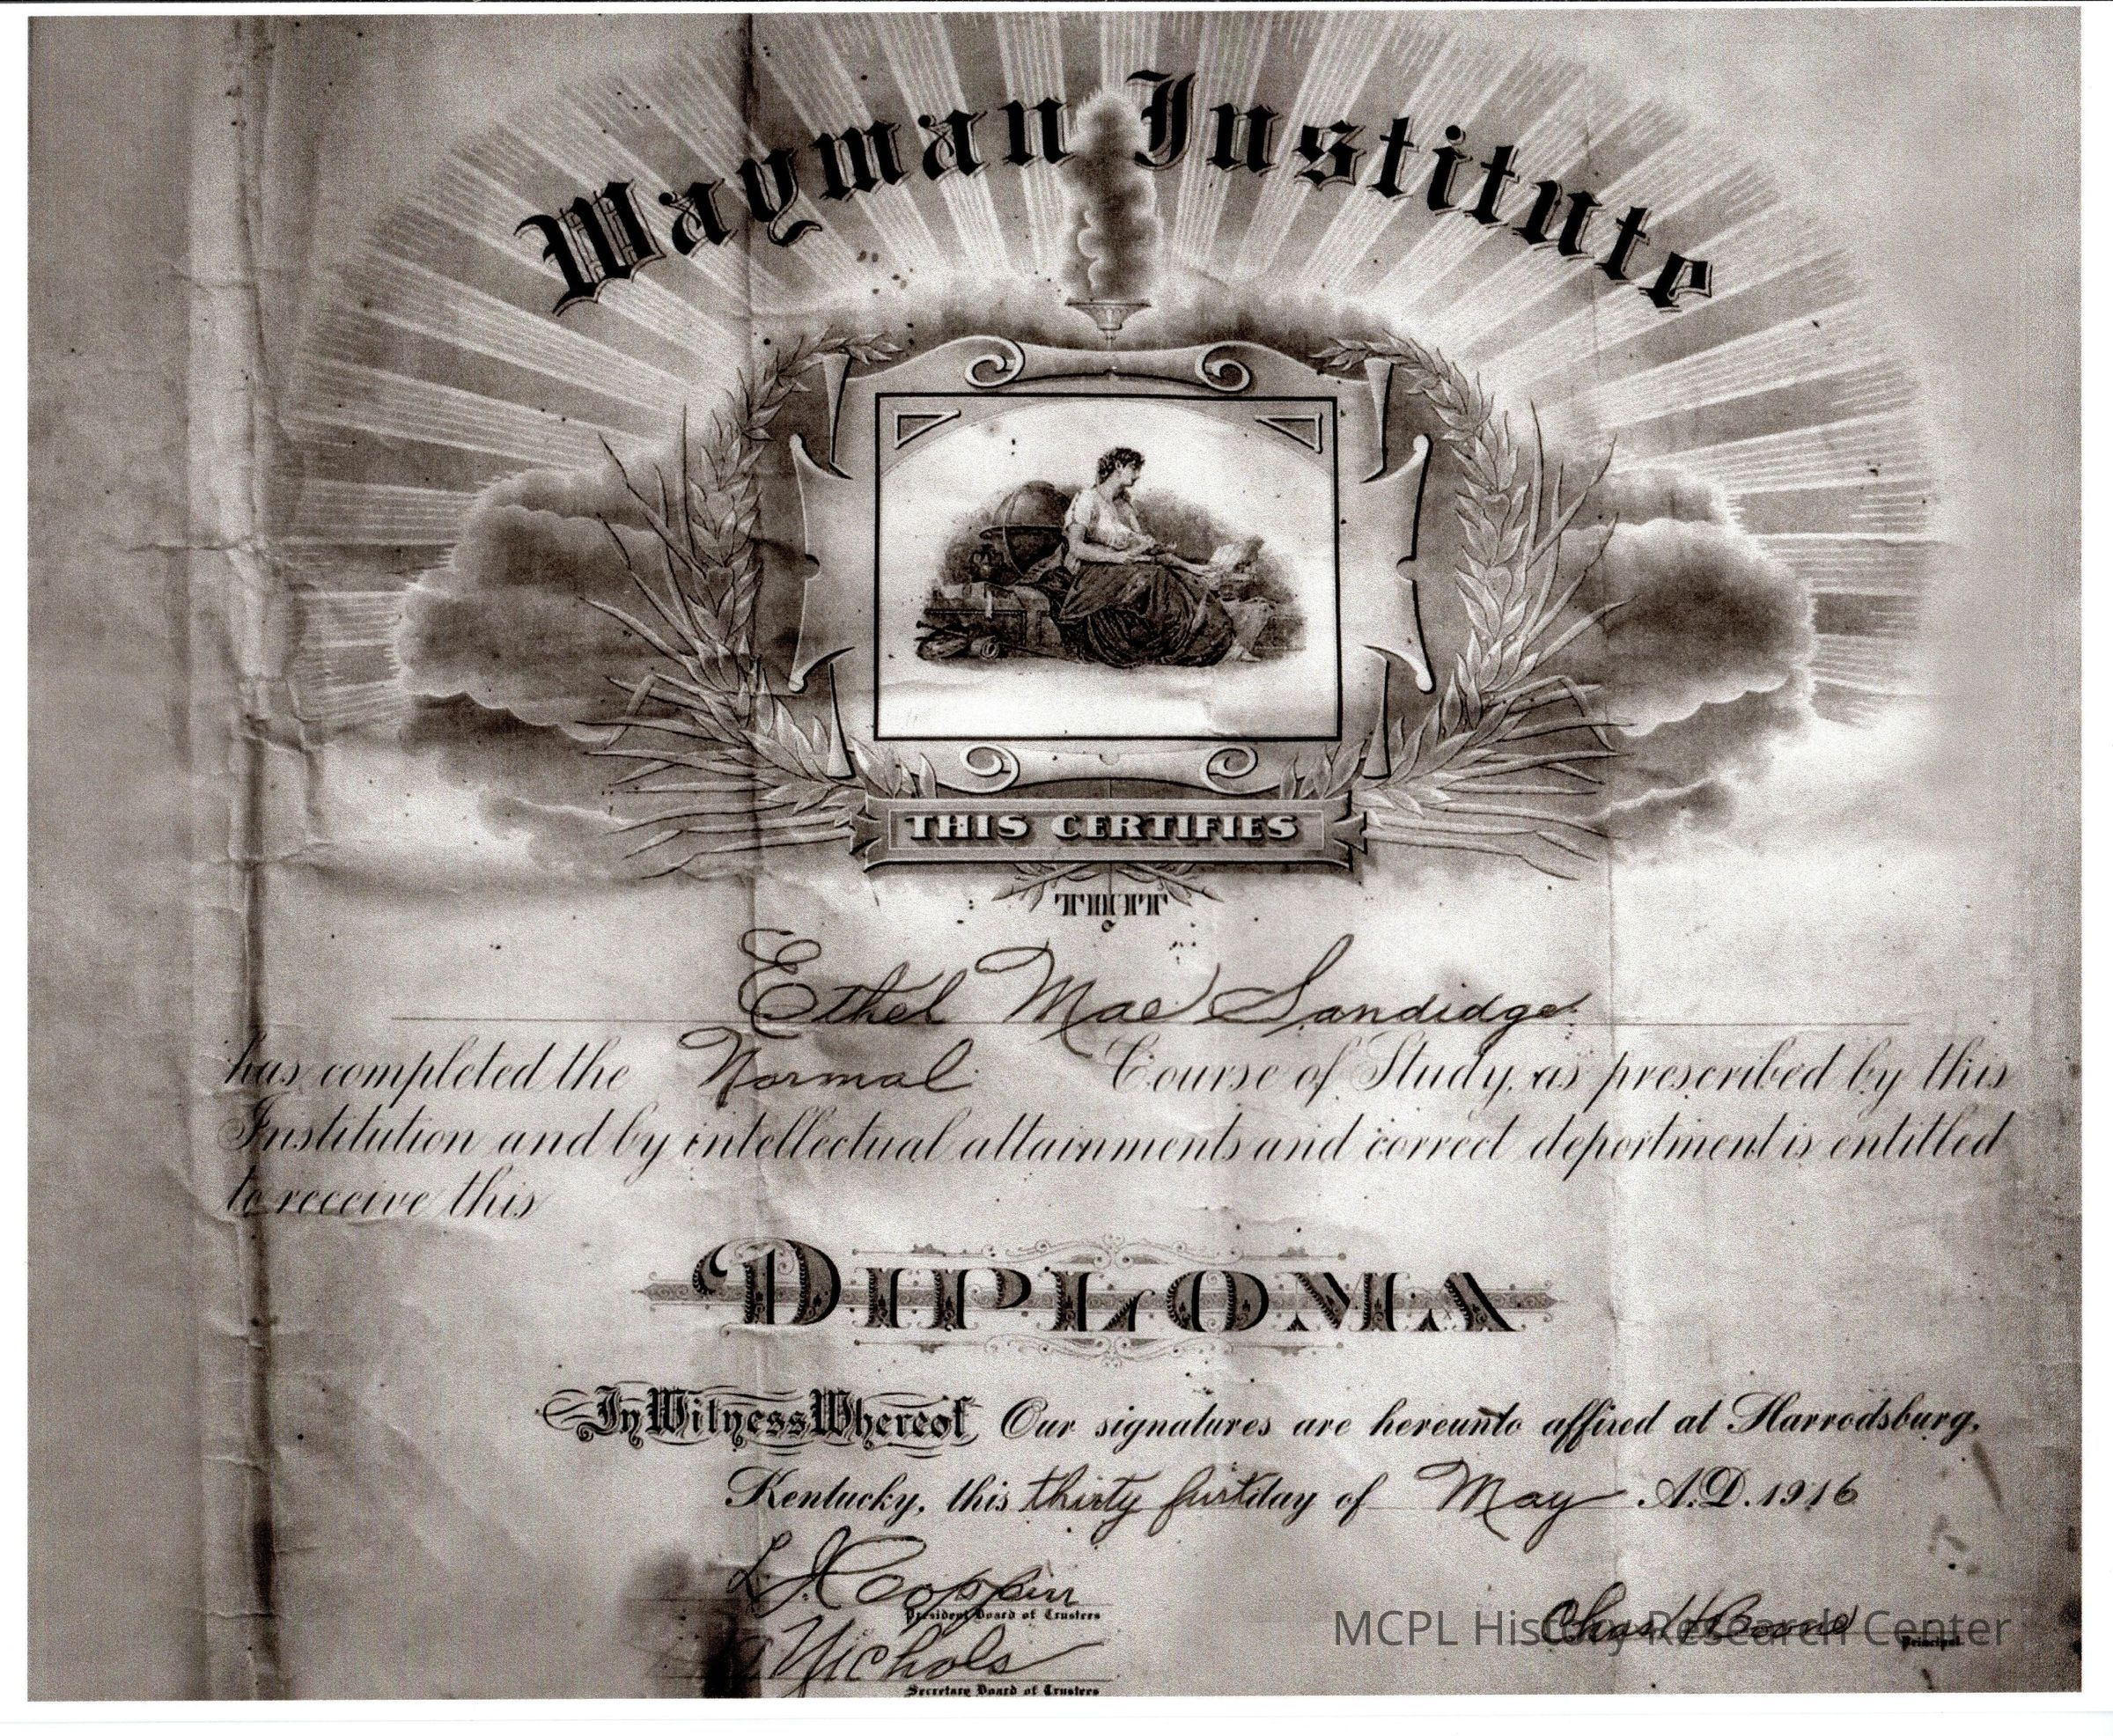 Wayman Institute
THIS CERTIFIES
THAT
Ethel Mae Sandidge
has completed the Normal Course of Study, as prescribed by this
Institution and by intellectual attainments and correct deportment is entitled
to receive this
DIPLOMA
In Witness Whereof Our signatures are hereunto affixed at Harrodsburg,
Kentucky, this thirty first day of May A.D. 1916
L J Coppin
President Board of Trustees
Chas H Boone
Principal
MCPL History Research Center
Nichols
Secretary Board of Trustees